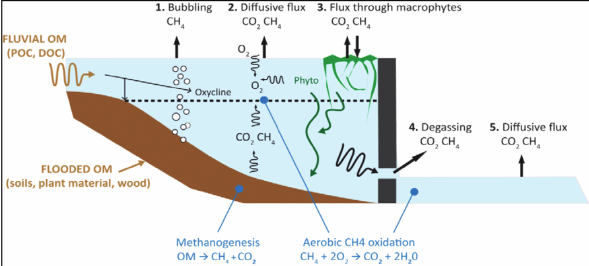 1. Bubbling
CH₄
2. Diffusive flux
CO₂ CH₄
3. Flux through macrophytes
CO₂ CH₄
FLUVIAL OM
(POC, DOC)
O₂
O₂
Oxycline
Phyto
CO₂ CH₄
4. Degassing
CO₂ CH₄
5. Diffusive flux
CO₂ CH₄
FLOODED OM
(soils, plant material, wood)
Methanogenesis
OM → CH₄ + CO₂
Aerobic CH4 oxidation
CH₄ + 2O₂ → CO₂ + 2H₂0